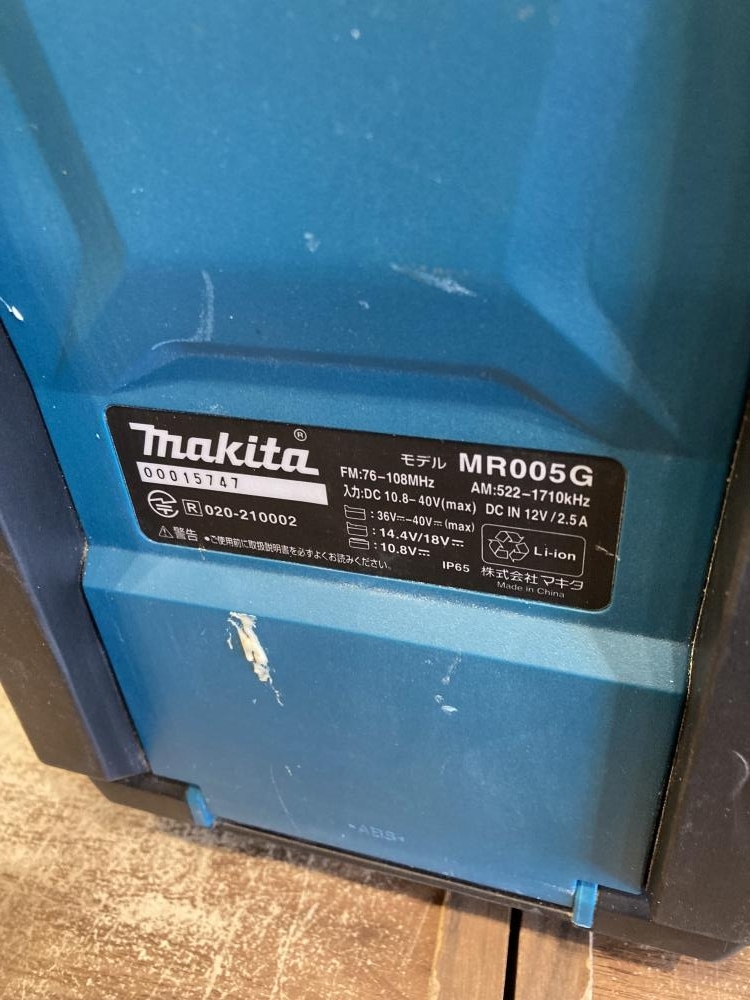 makita®
モデル MR005G
00015747
FM:76-108MHz AM:522-1710kHz
入力:DC 10.8-40V(max) DC IN 12V/2.5A
:36V⎓-40V⎓(max)
R 020-210002
:14.4V/18V⎓
:10.8V⎓
Li-ion
⚠警告 •ご使用前に取扱説明書を必ずよくお読みください。
IP65 株式会社マキタ
Made in China
>ABS<